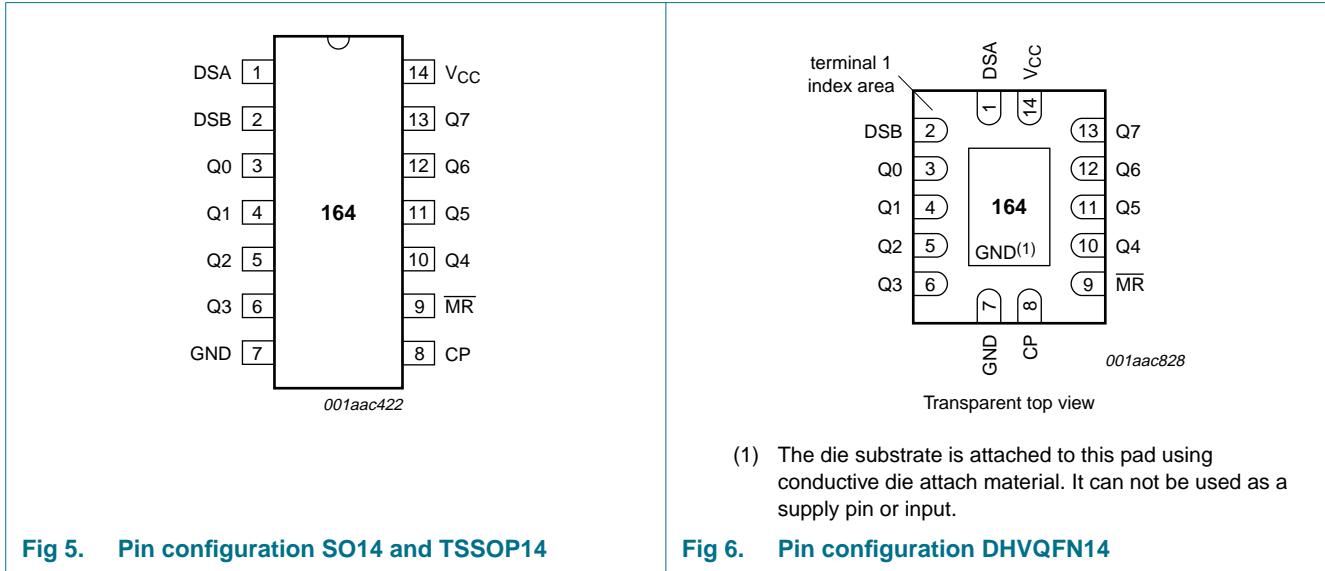 DSA 1
14 VCC
DSB 2
13 Q7
Q0 3
12 Q6
Q1 4
164
11 Q5
Q2 5
10 Q4
Q3 6
9 MR
GND 7
8 CP
001aac422
Fig 5. Pin configuration SO14 and TSSOP14
terminal 1
index area
DSA
VCC
1
14
DSB 2
13 Q7
Q0 3
12 Q6
Q1 4
164
11 Q5
Q2 5
GND(1)
10 Q4
Q3 6
9 MR
7
8
GND
CP
001aac828
Transparent top view
(1) The die substrate is attached to this pad using
conductive die attach material. It can not be used as a
supply pin or input.
Fig 6. Pin configuration DHVQFN14